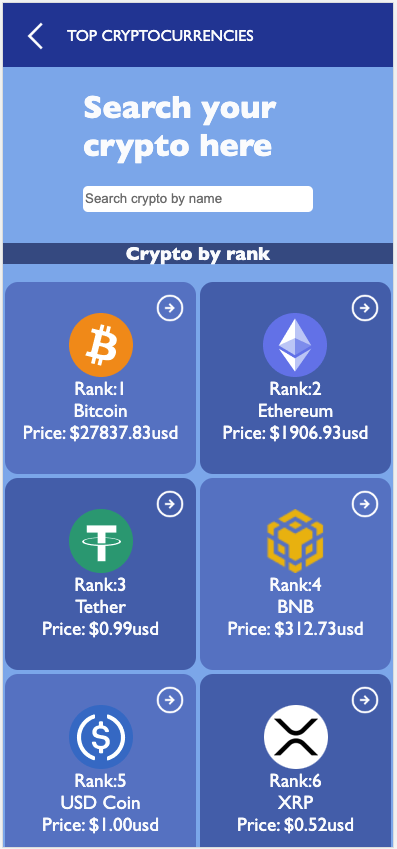 TOP CRYPTOCURRENCIES
Search your
crypto here
Search crypto by name
Crypto by rank
Rank:1
Bitcoin
Price: $27837.83usd
Rank:2
Ethereum
Price: $1906.93usd
Rank:3
Tether
Price: $0.99usd
Rank:4
BNB
Price: $312.73usd
Rank:5
USD Coin
Price: $1.00usd
Rank:6
XRP
Price: $0.52usd